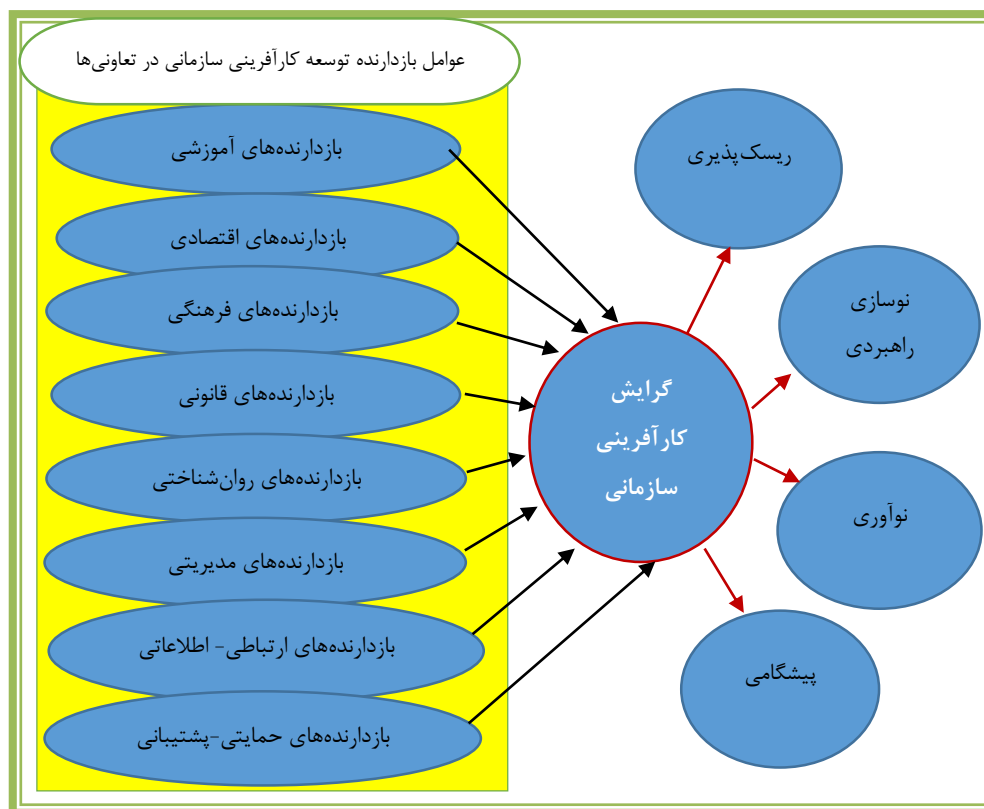 عوامل بازدارنده توسعه کارآفرینی سازمانی در تعاونی‌ها
بازدارنده‌های آموزشی
بازدارنده‌های اقتصادی
بازدارنده‌های فرهنگی
بازدارنده‌های قانونی
بازدارنده‌های روان‌شناختی
بازدارنده‌های مدیریتی
بازدارنده‌های ارتباطی- اطلاعاتی
بازدارنده‌های حمایتی-پشتیبانی
گرایش
کارآفرینی
سازمانی
ریسک‌پذیری
نوسازی
راهبردی
نوآوری
پیشگامی